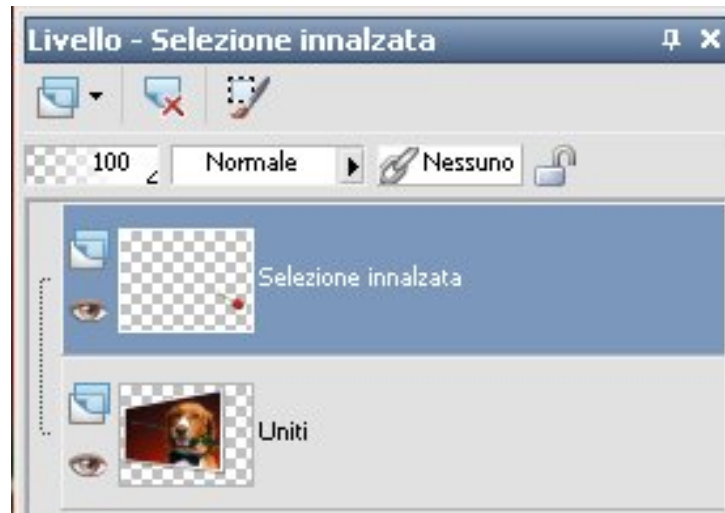 Livello - Selezione innalzata
100 Normale Nessuno
Selezione innalzata
Uniti